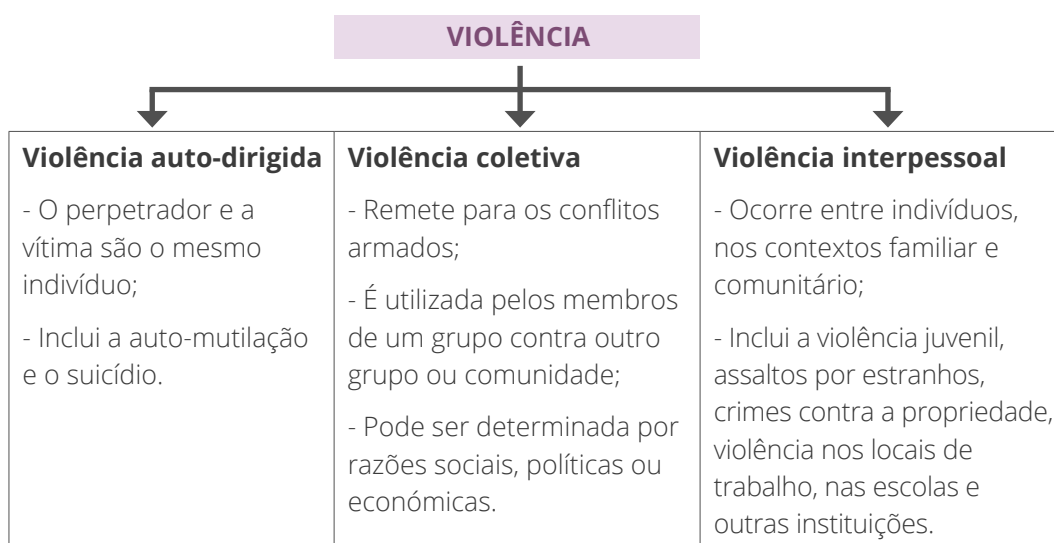 VIOLÊNCIA
Violência auto-dirigida
- O perpetrador e a
vítima são o mesmo
indivíduo;
- Inclui a auto-mutilação
e o suicídio.
Violência coletiva
- Remete para os conflitos
armados;
- É utilizada pelos membros
de um grupo contra outro
grupo ou comunidade;
- Pode ser determinada por
razões sociais, políticas ou
económicas.
Violência interpessoal
- Ocorre entre indivíduos,
nos contextos familiar e
comunitário;
- Inclui a violência juvenil,
assaltos por estranhos,
crimes contra a propriedade,
violência nos locais de
trabalho, nas escolas e
outras instituições.